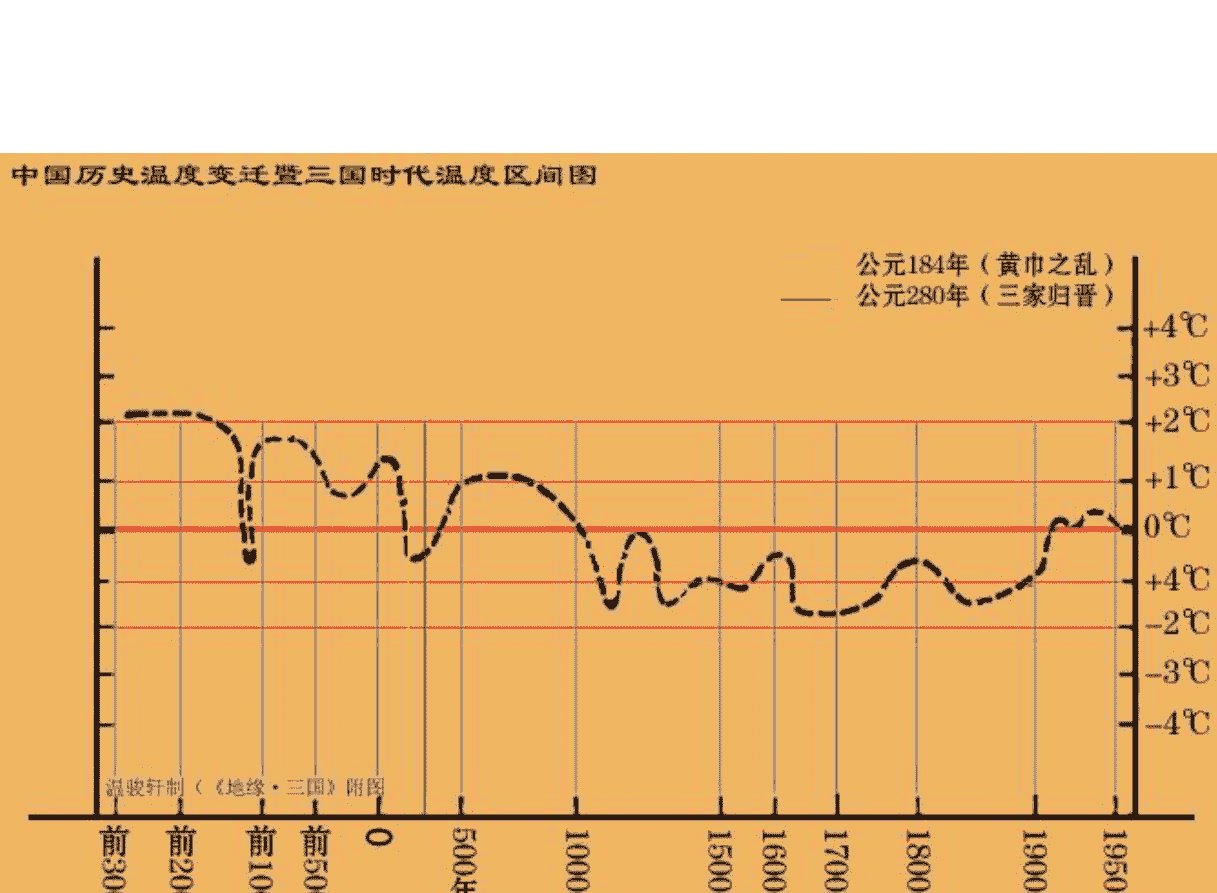 中国历史温度变迁暨三国时代温度区间图
公元184年（黄巾之乱）
公元280年（三家归晋）
+4℃
+3℃
+2℃
+1℃
0℃
+4℃
−2℃
−3℃
−4℃
温骏轩制（《地缘·三国》附图
前30
前20
前10
前50
0
500年
1000
1500
1600
1700
1800
1900
1950